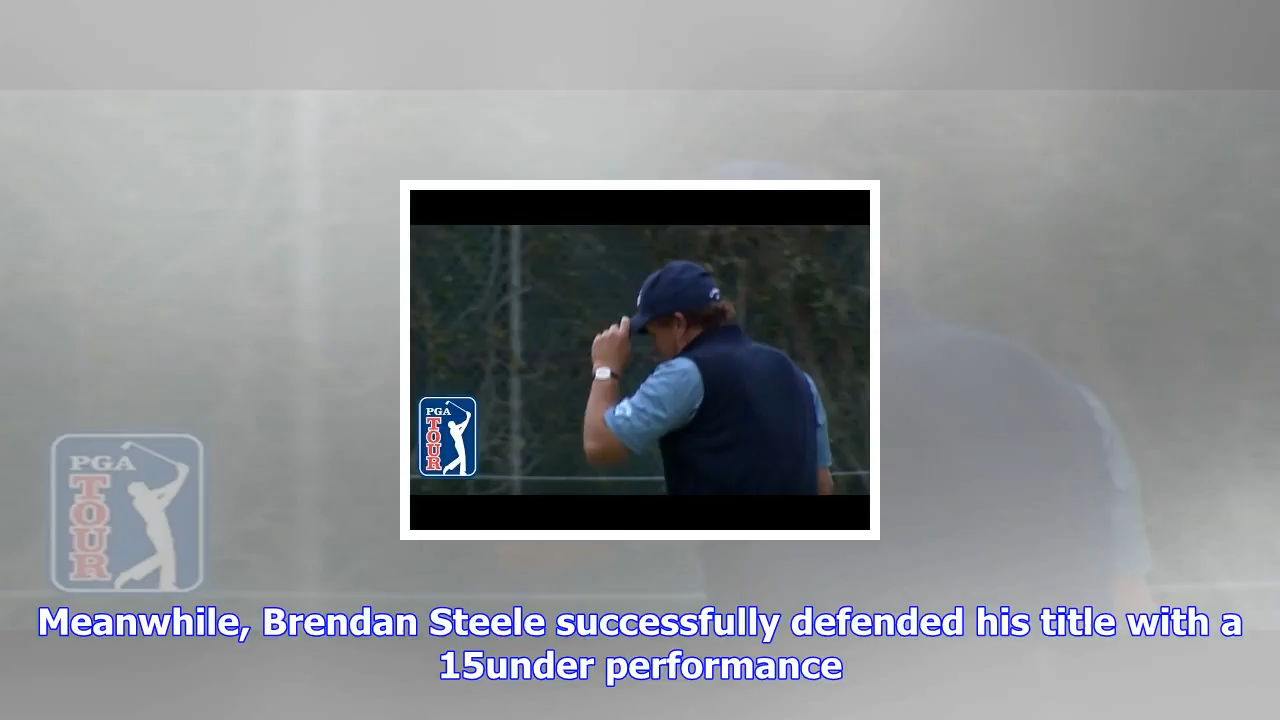 PGA
TOUR
PGA
TOUR
Meanwhile, Brendan Steele successfully defended his title with a
15under performance